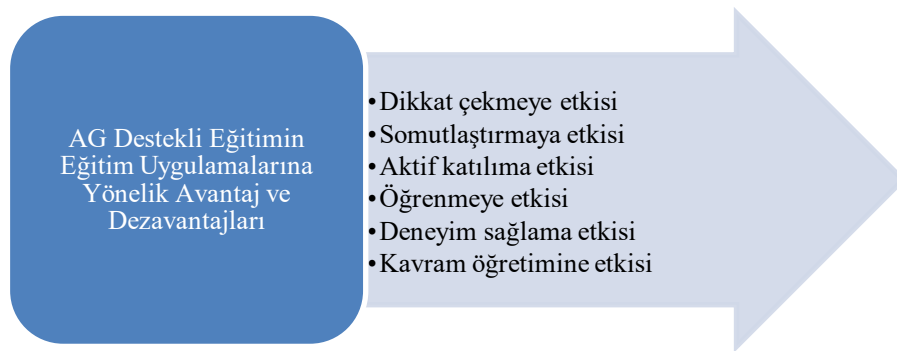 AG Destekli Eğitimin
Eğitim Uygulamalarına
Yönelik Avantaj ve
Dezavantajları
•Dikkat çekmeye etkisi
•Somutlaştırmaya etkisi
•Aktif katılıma etkisi
•Öğrenmeye etkisi
•Deneyim sağlama etkisi
•Kavram öğretimine etkisi